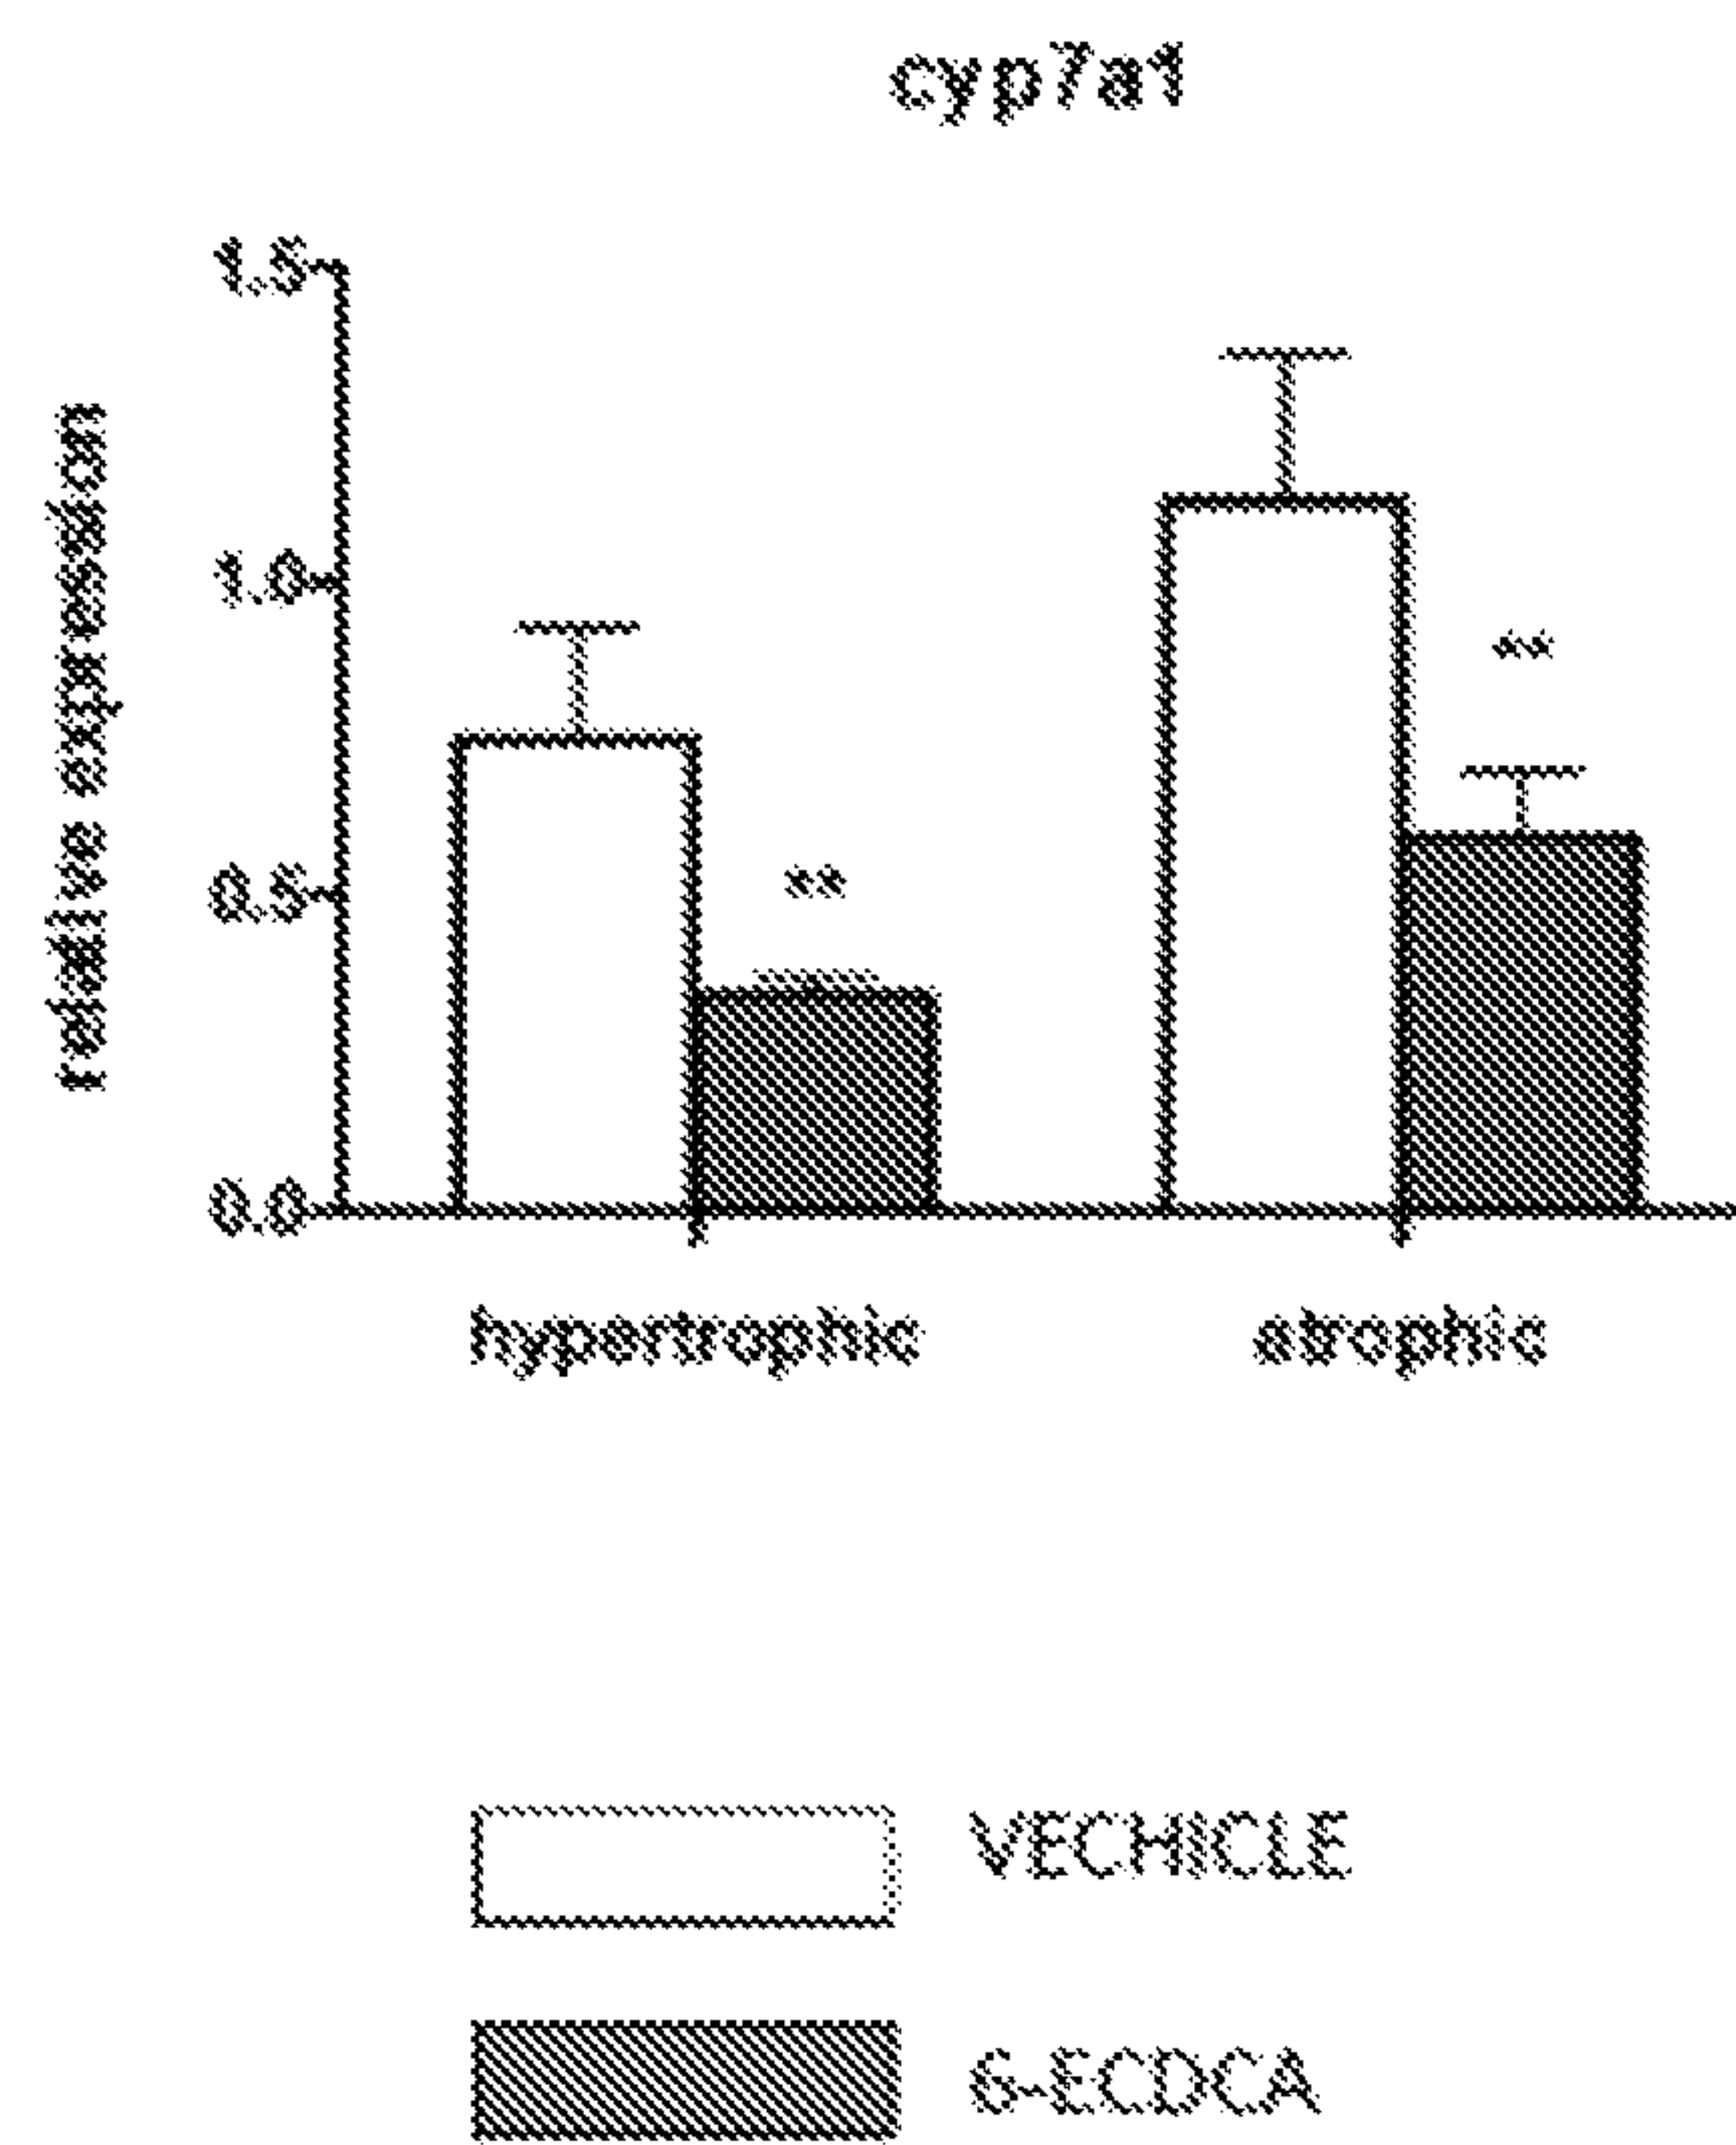 cyp7a1
relative expression
1.5
1.0
0.5
0.0
**
**
hypertrophic
atrophic
VECHICLE
6-ECDCA